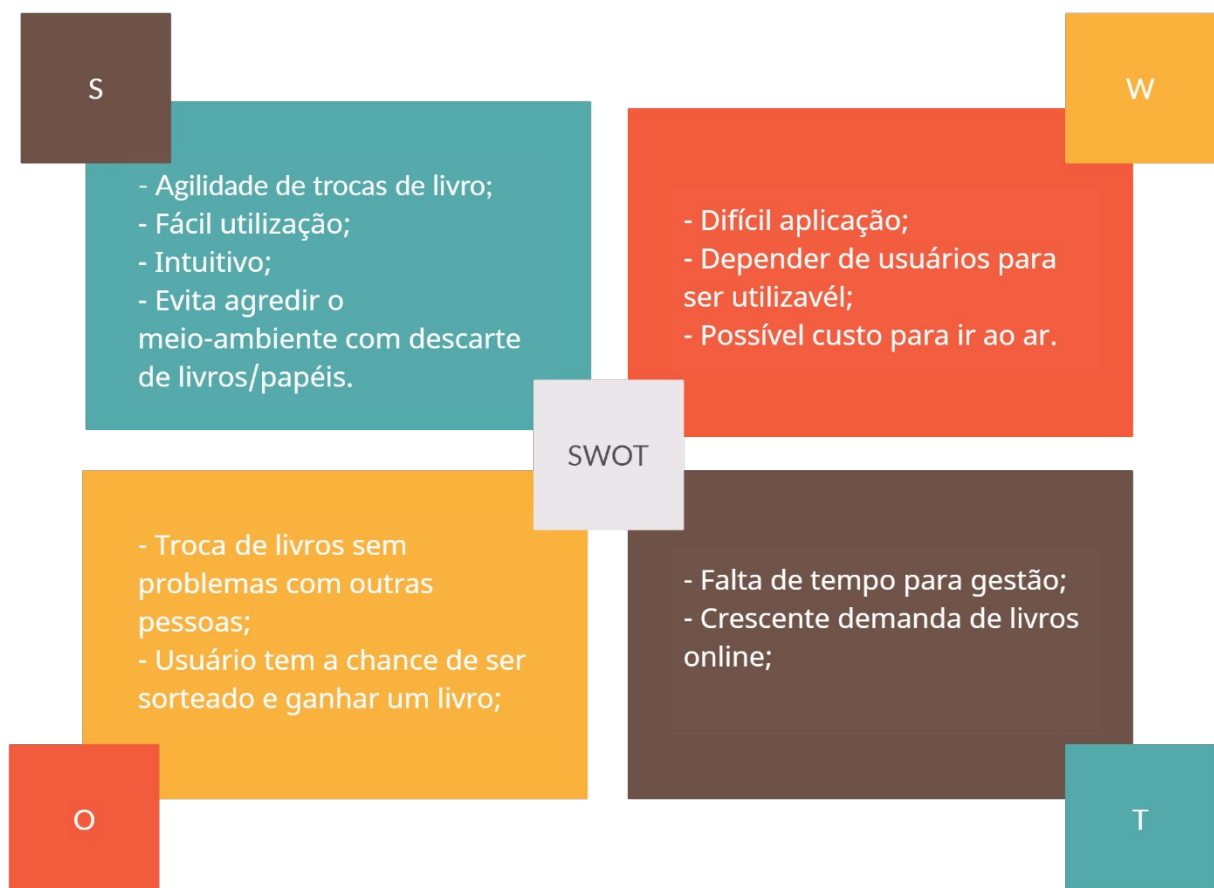 S
- Agilidade de trocas de livro;
- Fácil utilização;
- Intuitivo;
- Evita agredir o
meio-ambiente com descarte
de livros/papéis.
W
- Difícil aplicação;
- Depender de usuários para
ser utilizavél;
- Possível custo para ir ao ar.
SWOT
O
- Troca de livros sem
problemas com outras
pessoas;
- Usuário tem a chance de ser
sorteado e ganhar um livro;
T
- Falta de tempo para gestão;
- Crescente demanda de livros
online;